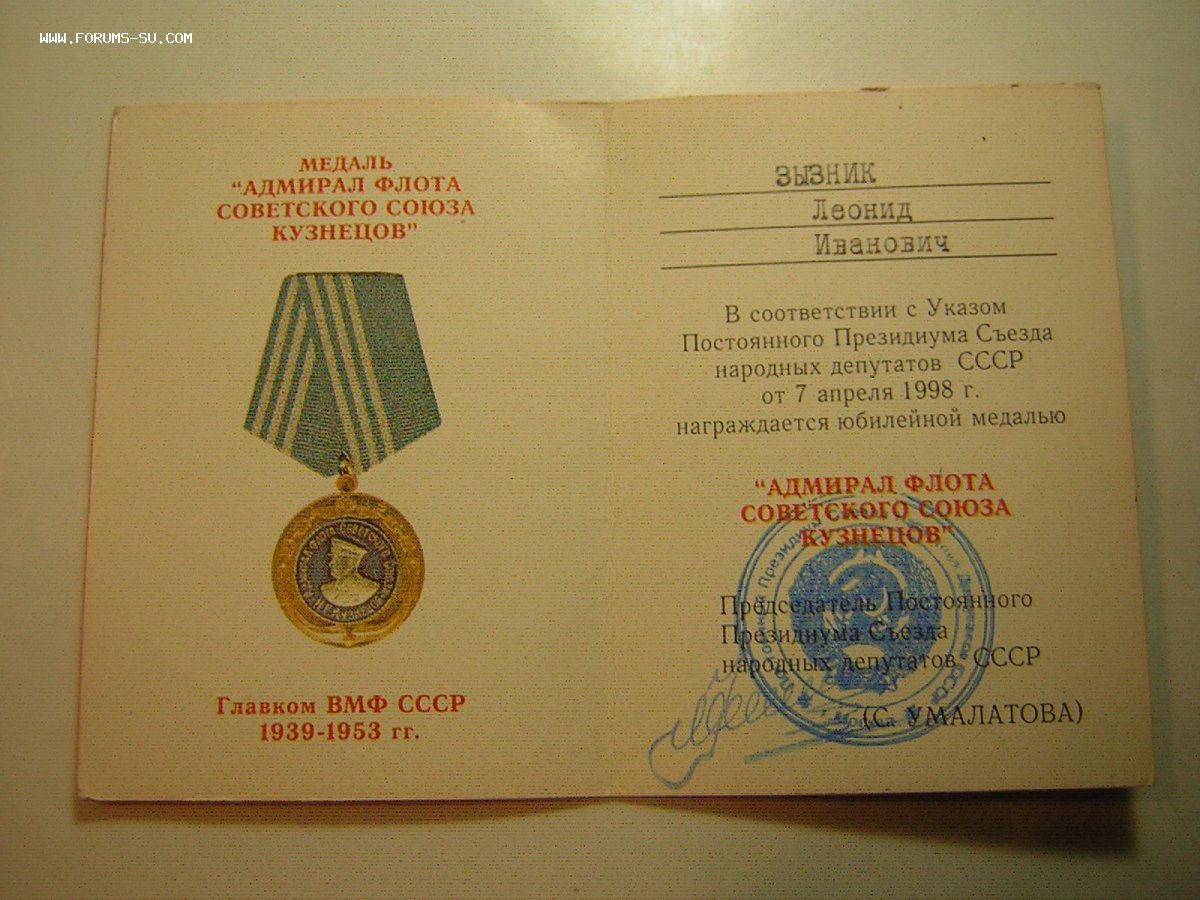 WWW.FORUMS-SU.COM
МЕДАЛЬ
“АДМИРАЛ ФЛОТА
СОВЕТСКОГО СОЮЗА
КУЗНЕЦОВ”
Главком ВМФ СССР
1939-1953 гг.
ЗЫЗНИК
Леонид
Иванович
В соответствии с Указом
Постоянного Президиума Съезда
народных депутатов СССР
от 7 апреля 1998 г.
награждается юбилейной медалью
“АДМИРАЛ ФЛОТА
СОВЕТСКОГО СОЮЗА
КУЗНЕЦОВ”
Председатель Постоянного
Президиума Съезда
народных депутатов СССР
(С. УМАЛАТОВА)